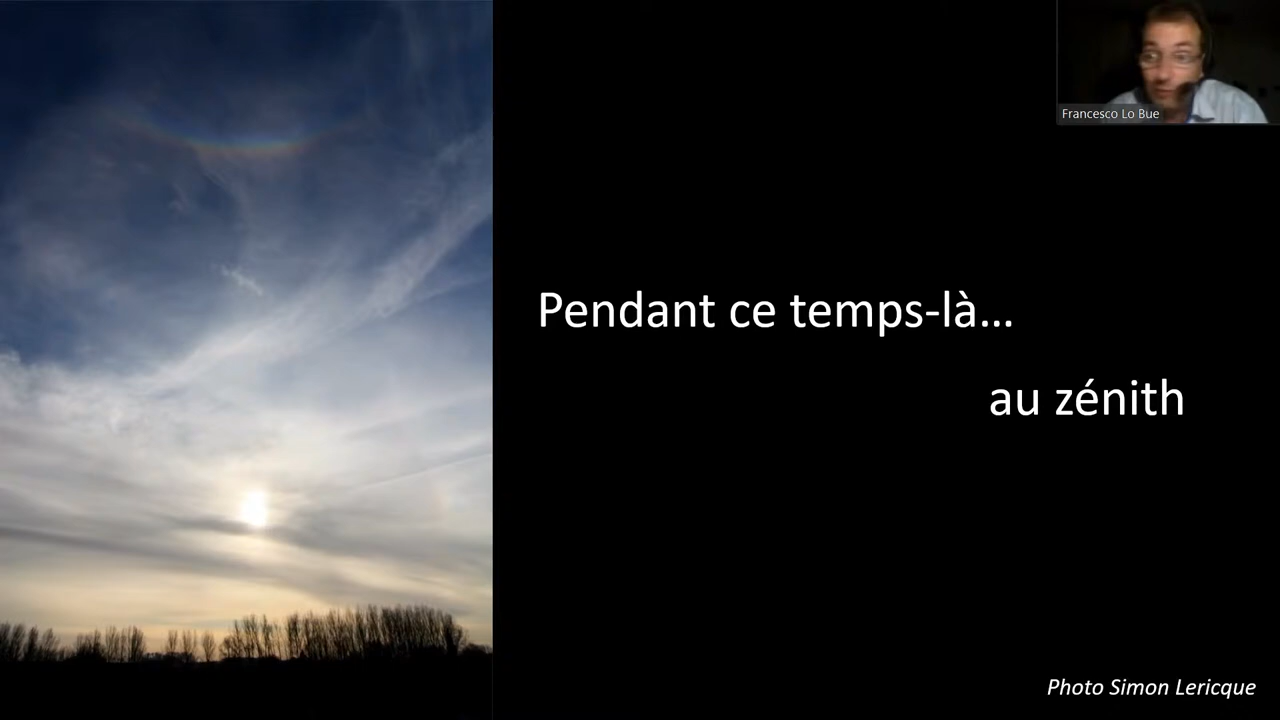 Francesco Lo Bue
Pendant ce temps-là...
au zénith
Photo Simon Lericque